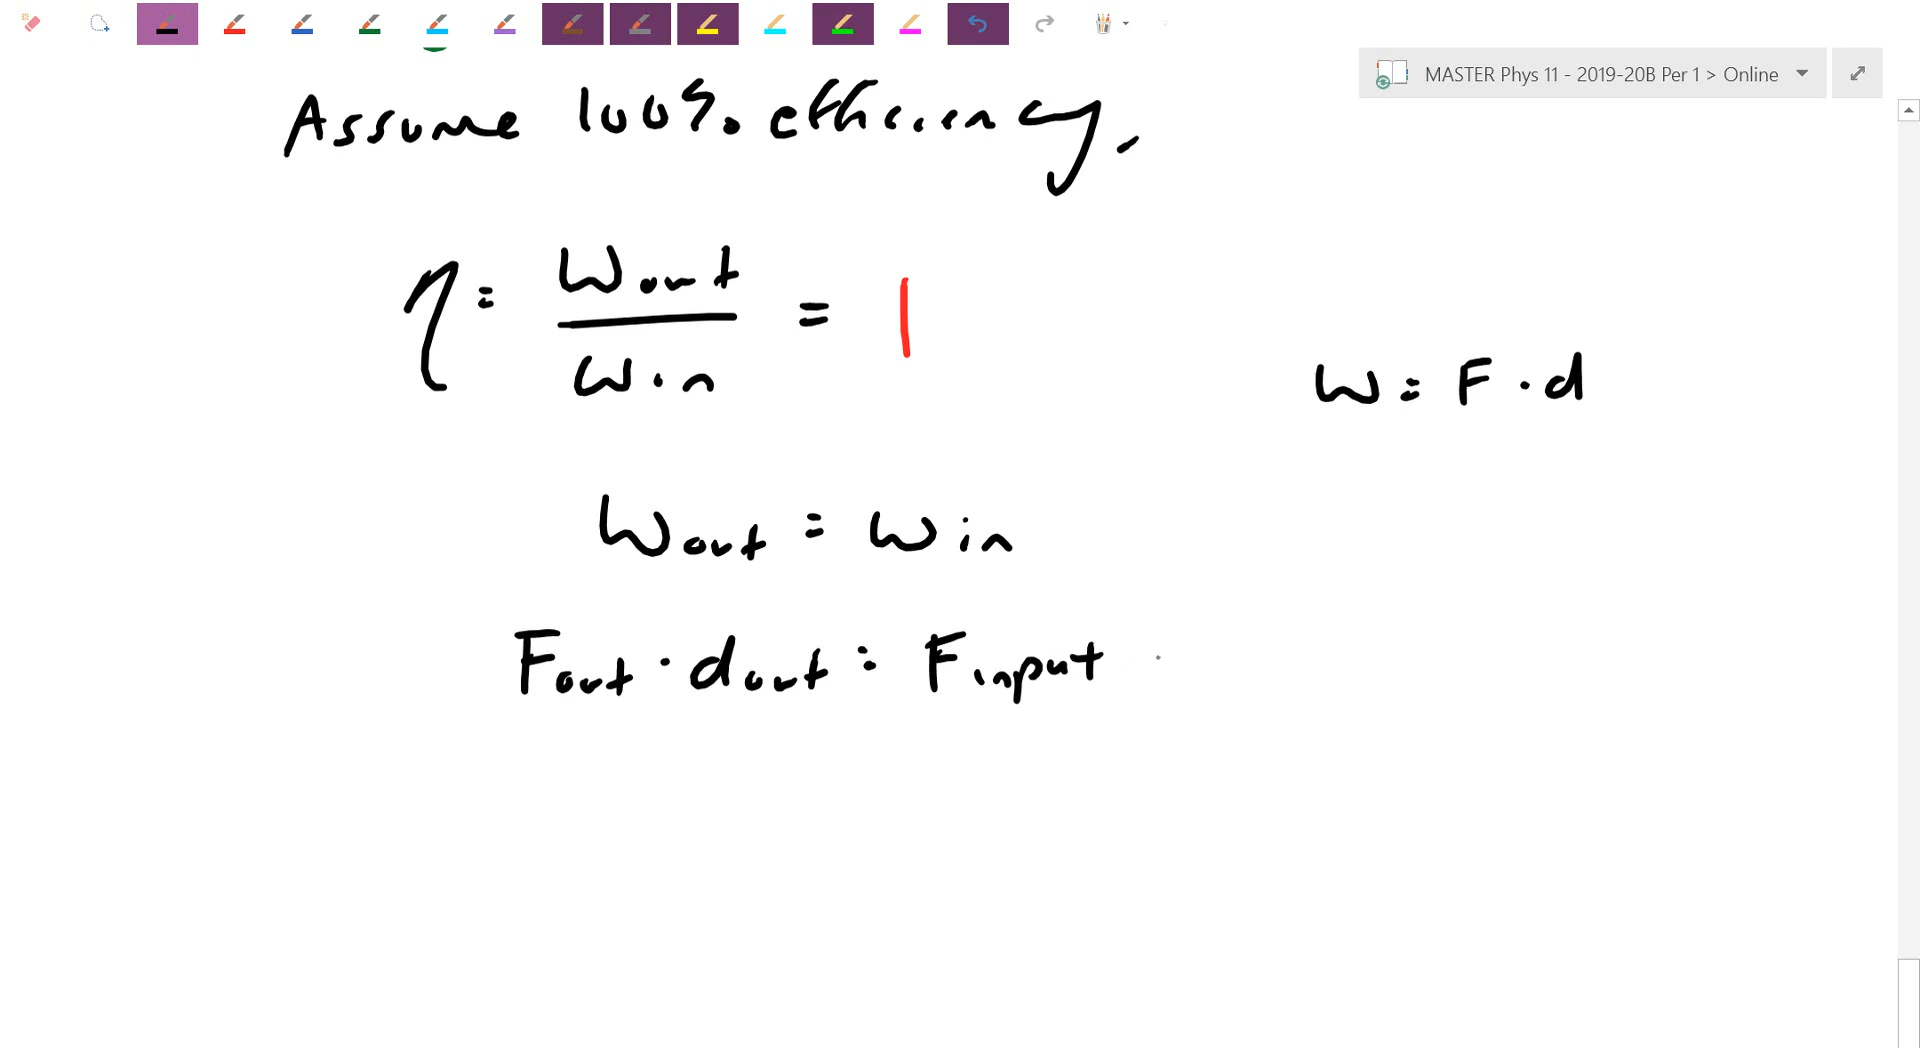 MASTER Phys 11 - 2019-20B Per 1 > Online
Assume 100% efficiency.
η = Wout / Win = 1
W = F · d
Wout = Win
Fout · dout = Finput ·